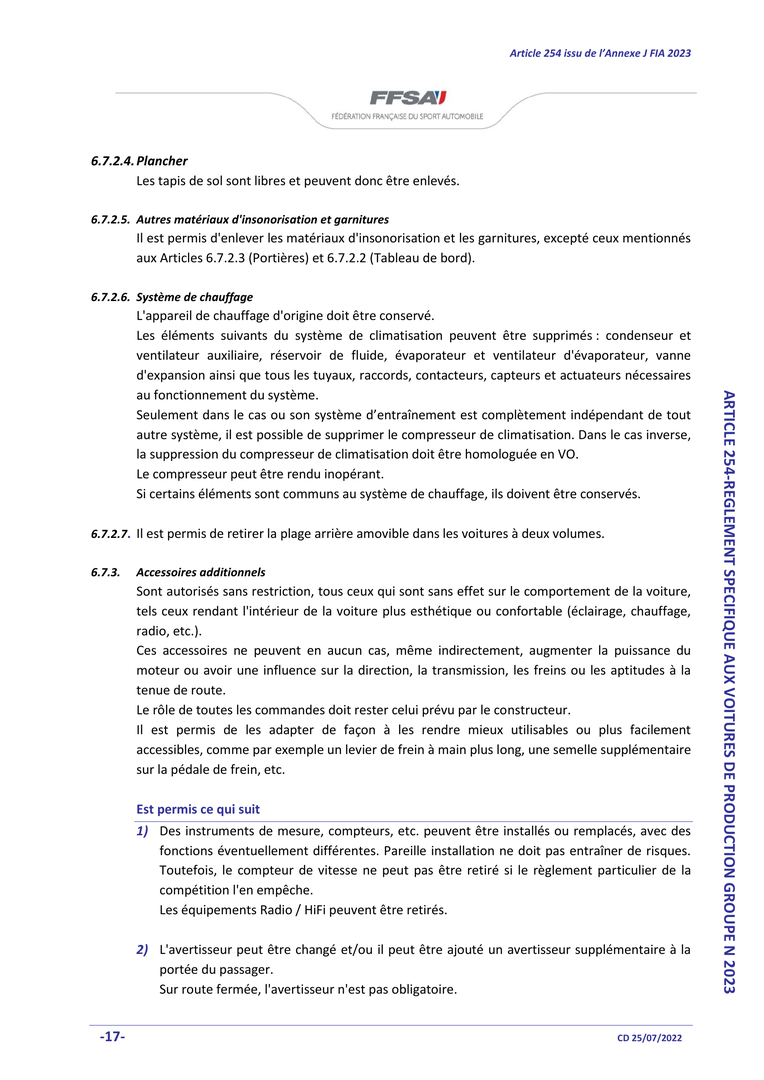 Article 254 issu de l'Annexe J FIA 2023
FFSA
FÉDÉRATION FRANÇAISE DU SPORT AUTOMOBILE
6.7.2.4. Plancher
Les tapis de sol sont libres et peuvent donc être enlevés.
6.7.2.5. Autres matériaux d'insonorisation et garnitures
Il est permis d'enlever les matériaux d'insonorisation et les garnitures, excepté ceux mentionnés
aux Articles 6.7.2.3 (Portières) et 6.7.2.2 (Tableau de bord).
6.7.2.6. Système de chauffage
L'appareil de chauffage d'origine doit être conservé.
Les éléments suivants du système de climatisation peuvent être supprimés : condenseur et
ventilateur auxiliaire, réservoir de fluide, évaporateur et ventilateur d'évaporateur, vanne
d'expansion ainsi que tous les tuyaux, raccords, contacteurs, capteurs et actuateurs nécessaires
au fonctionnement du système.
Seulement dans le cas ou son système d'entraînement est complètement indépendant de tout
autre système, il est possible de supprimer le compresseur de climatisation. Dans le cas inverse,
la suppression du compresseur de climatisation doit être homologuée en VO.
Le compresseur peut être rendu inopérant.
Si certains éléments sont communs au système de chauffage, ils doivent être conservés.
6.7.2.7. Il est permis de retirer la plage arrière amovible dans les voitures à deux volumes.
6.7.3. Accessoires additionnels
Sont autorisés sans restriction, tous ceux qui sont sans effet sur le comportement de la voiture,
tels ceux rendant l'intérieur de la voiture plus esthétique ou confortable (éclairage, chauffage,
radio, etc.).
Ces accessoires ne peuvent en aucun cas, même indirectement, augmenter la puissance du
moteur ou avoir une influence sur la direction, la transmission, les freins ou les aptitudes à la
tenue de route.
Le rôle de toutes les commandes doit rester celui prévu par le constructeur.
Il est permis de les adapter de façon à les rendre mieux utilisables ou plus facilement
accessibles, comme par exemple un levier de frein à main plus long, une semelle supplémentaire
sur la pédale de frein, etc.
Est permis ce qui suit
1) Des instruments de mesure, compteurs, etc. peuvent être installés ou remplacés, avec des
fonctions éventuellement différentes. Pareille installation ne doit pas entraîner de risques.
Toutefois, le compteur de vitesse ne peut pas être retiré si le règlement particulier de la
compétition l'en empêche.
Les équipements Radio / HiFi peuvent être retirés.
2) L'avertisseur peut être changé et/ou il peut être ajouté un avertisseur supplémentaire à la
portée du passager.
Sur route fermée, l'avertisseur n'est pas obligatoire.
ARTICLE 254-REGLEMENT SPECIFIQUE AUX VOITURES DE PRODUCTION GROUPE N 2023
-17-
CD 25/07/2022